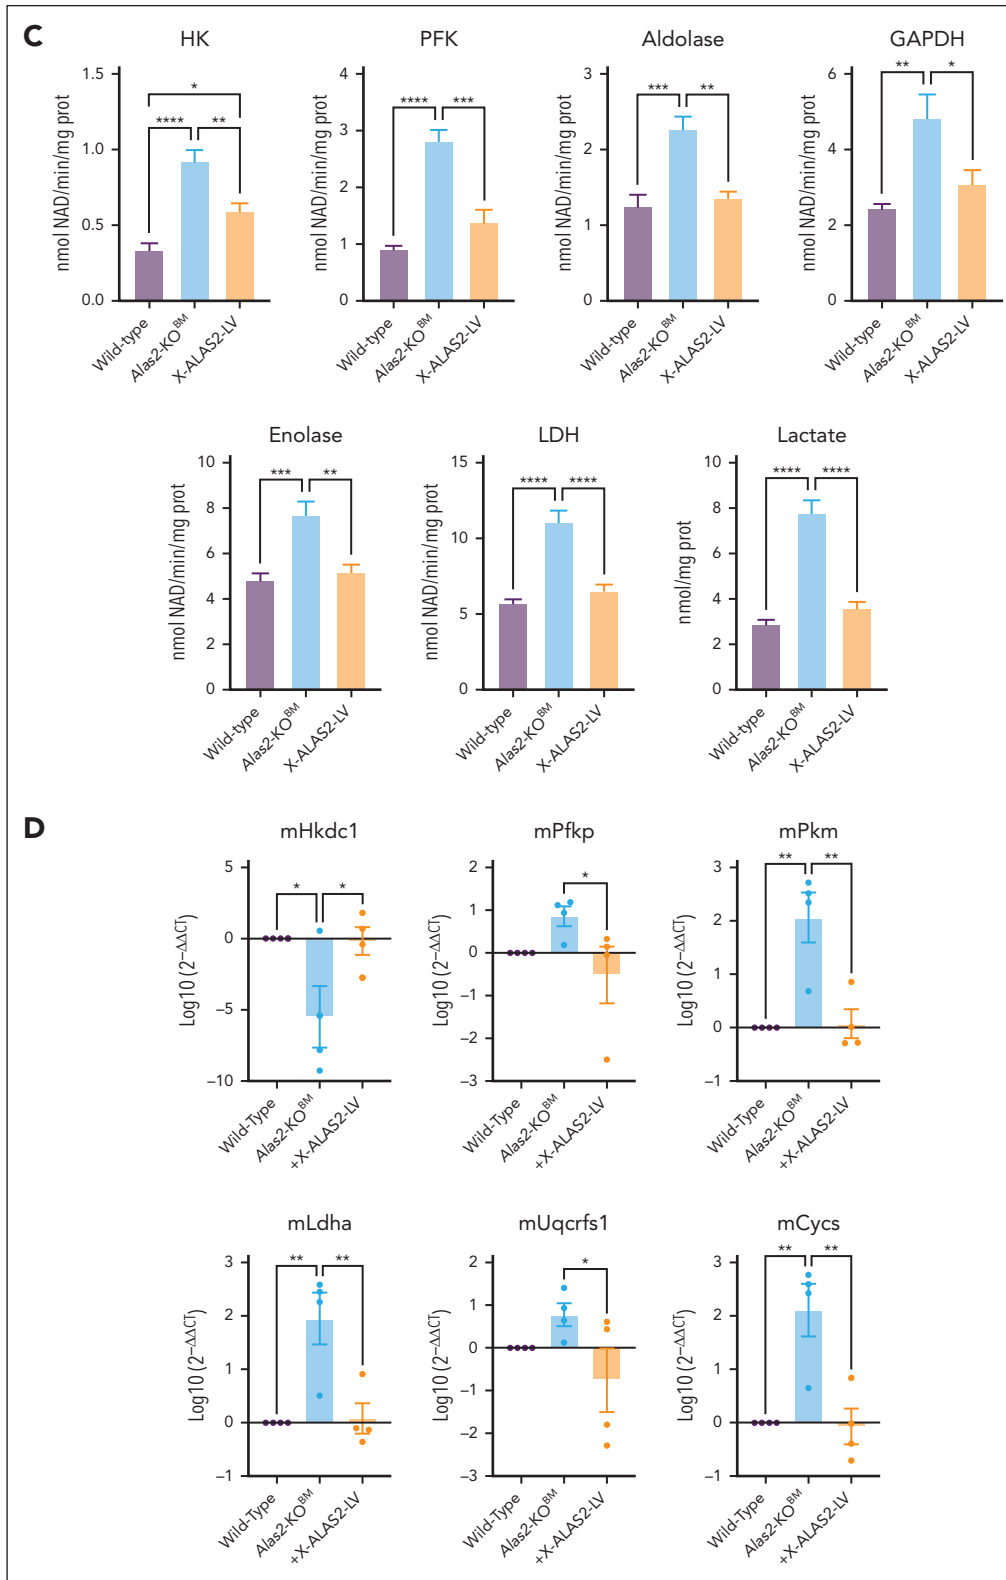 C
HK
PFK
Aldolase
GAPDH
nmol NAD/min/mg prot
1.5
1.0
0.5
0.0
*
****
**
Wild-type
Alas2-KO^BM
X-ALAS2-LV
nmol NAD/min/mg prot
4
3
2
1
0
****
***
Wild-type
Alas2-KO^BM
X-ALAS2-LV
nmol NAD/min/mg prot
3
2
1
0
***
**
Wild-type
Alas2-KO^BM
X-ALAS2-LV
nmol NAD/min/mg prot
6
4
2
0
**
*
Wild-type
Alas2-KO^BM
X-ALAS2-LV
Enolase
LDH
Lactate
nmol NAD/min/mg prot
10
8
6
4
2
0
***
**
Wild-type
Alas2-KO^BM
X-ALAS2-LV
nmol NAD/min/mg prot
15
10
5
0
****
****
Wild-type
Alas2-KO^BM
X-ALAS2-LV
nmol/mg prot
10
8
6
4
2
0
****
****
Wild-type
Alas2-KO^BM
X-ALAS2-LV
D
mHkdc1
mPfkp
mPkm
Log10 (2^−ΔΔCT)
5
0
−5
−10
*
*
Wild-Type
Alas2-KO^BM
+X-ALAS2-LV
Log10 (2^−ΔΔCT)
2
1
0
−1
−2
−3
*
Wild-Type
Alas2-KO^BM
+X-ALAS2-LV
Log10 (2^−ΔΔCT)
3
2
1
0
−1
**
**
Wild-Type
Alas2-KO^BM
+X-ALAS2-LV
mLdha
mUqcrfs1
mCycs
Log10 (2^−ΔΔCT)
3
2
1
0
−1
**
**
Wild-Type
Alas2-KO^BM
+X-ALAS2-LV
Log10 (2^−ΔΔCT)
2
1
0
−1
−2
−3
*
Wild-Type
Alas2-KO^BM
+X-ALAS2-LV
Log10 (2^−ΔΔCT)
3
2
1
0
−1
**
**
Wild-Type
Alas2-KO^BM
+X-ALAS2-LV